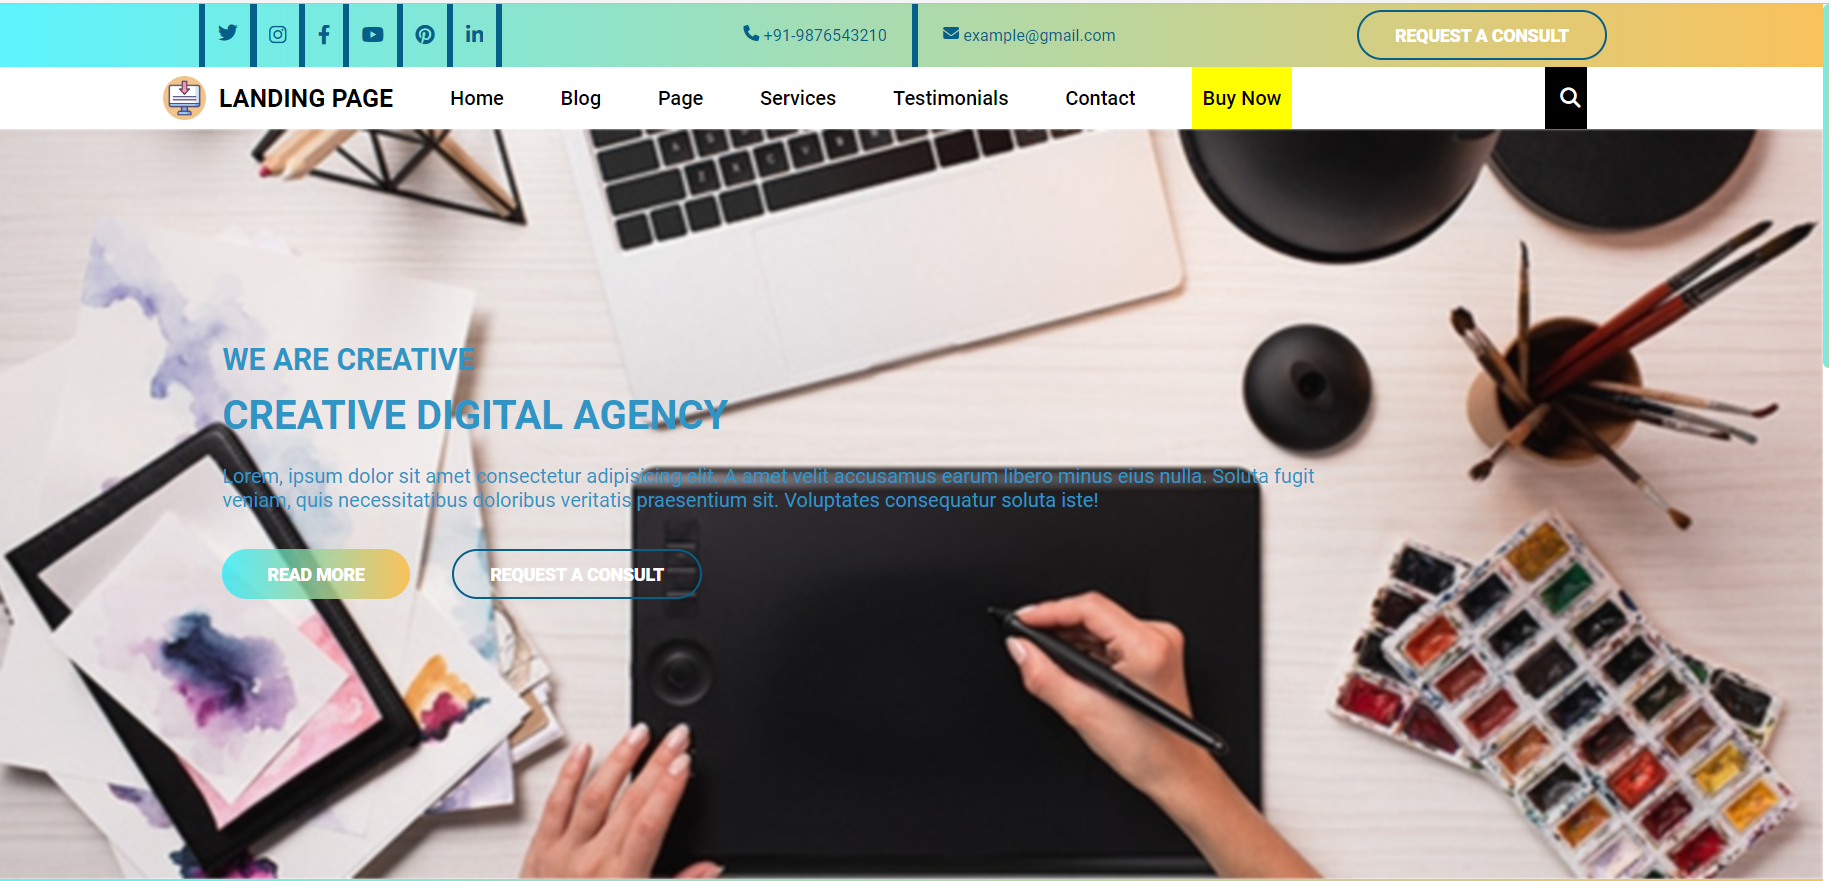 +91-9876543210
example@gmail.com
REQUEST A CONSULT
LANDING PAGE
Home
Blog
Page
Services
Testimonials
Contact
Buy Now
WE ARE CREATIVE
CREATIVE DIGITAL AGENCY
Lorem, ipsum dolor sit amet consectetur adipisicing elit. A amet velit accusamus earum libero minus eius nulla. Soluta fugit
veniam, quis necessitatibus doloribus veritatis praesentium sit. Voluptates consequatur soluta iste!
READ MORE
REQUEST A CONSULT